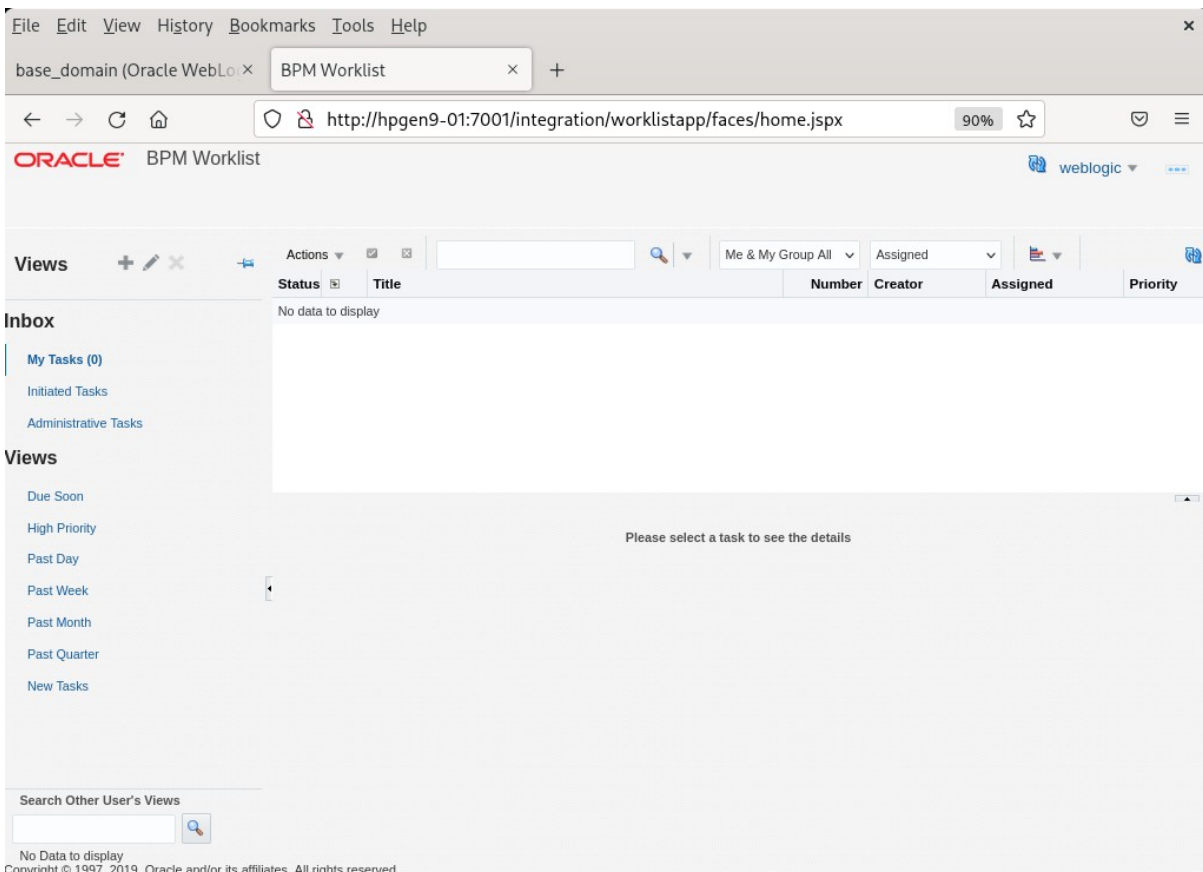 File Edit View History Bookmarks Tools Help
base_domain (Oracle WebLo
BPM Worklist
http://hpgen9-01:7001/integration/worklistapp/faces/home.jspx 90%
ORACLE BPM Worklist
weblogic
Views
Actions
Me & My Group All
Assigned
Status Title Number Creator Assigned Priority
No data to display
Inbox
My Tasks (0)
Initiated Tasks
Administrative Tasks
Views
Due Soon
High Priority
Past Day
Past Week
Past Month
Past Quarter
New Tasks
Please select a task to see the details
Search Other User's Views
No Data to display
Copyright © 1997, 2019, Oracle and/or its affiliates. All rights reserved.